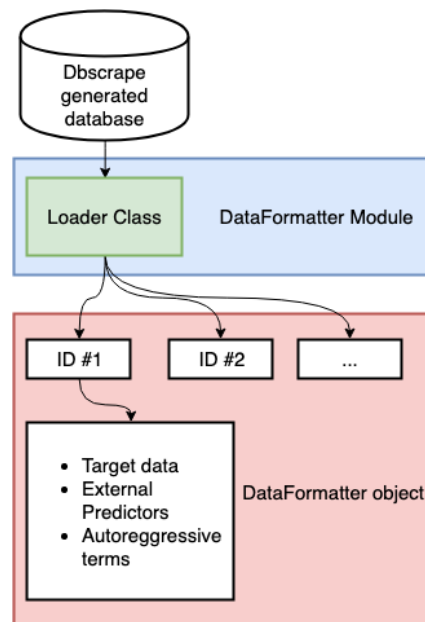 Dbscrape
generated
database
Loader Class
DataFormatter Module
ID #1
ID #2
...
• Target data
• External
Predictors
• Autoreggressive
terms
DataFormatter object